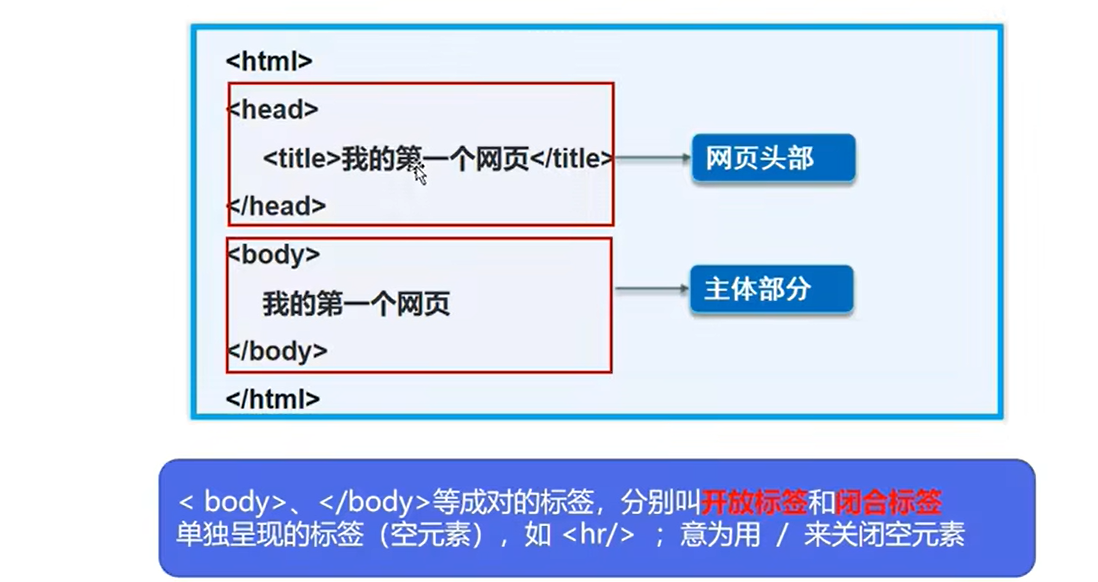 <html>
<head>
<title>我的第一个网页</title>
网页头部
</head>
<body>
我的第一个网页
主体部分
</body>
</html>
< body>、</body>等成对的标签，分别叫开放标签和闭合标签
单独呈现的标签（空元素），如 <hr/> ；意为用 / 来关闭空元素